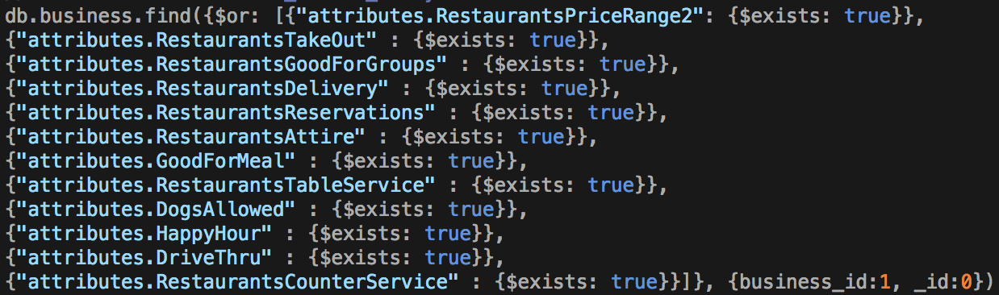 db.business.find({$or: [{"attributes.RestaurantsPriceRange2": {$exists: true}},
{"attributes.RestaurantsTakeOut" : {$exists: true}},
{"attributes.RestaurantsGoodForGroups" : {$exists: true}},
{"attributes.RestaurantsDelivery" : {$exists: true}},
{"attributes.RestaurantsReservations" : {$exists: true}},
{"attributes.RestaurantsAttire" : {$exists: true}},
{"attributes.GoodForMeal" : {$exists: true}},
{"attributes.RestaurantsTableService" : {$exists: true}},
{"attributes.DogsAllowed" : {$exists: true}},
{"attributes.HappyHour" : {$exists: true}},
{"attributes.DriveThru" : {$exists: true}},
{"attributes.RestaurantsCounterService" : {$exists: true}}]}, {business_id:1, _id:0})